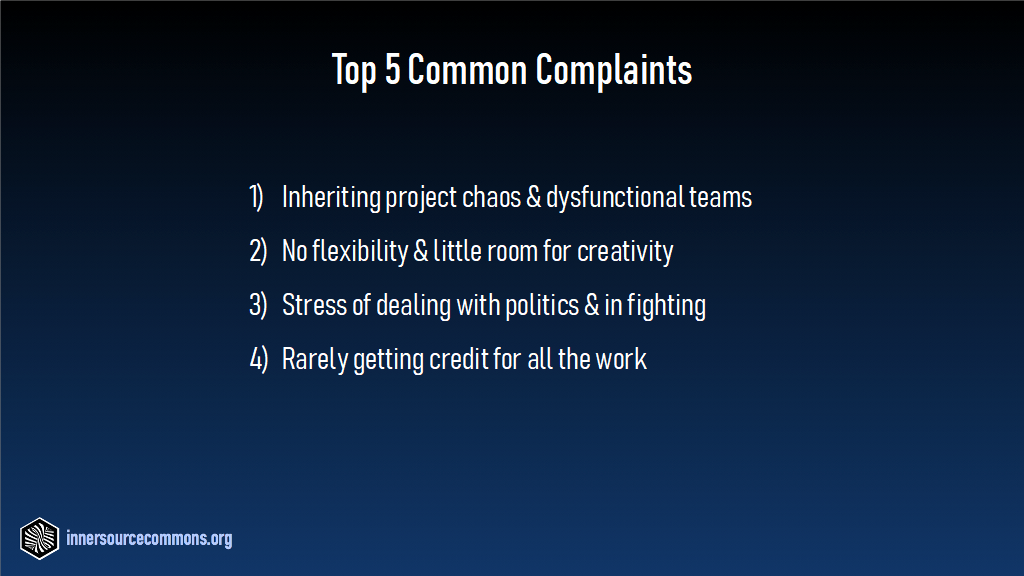 Top 5 Common Complaints
1) Inheriting project chaos & dysfunctional teams
2) No flexibility & little room for creativity
3) Stress of dealing with politics & in fighting
4) Rarely getting credit for all the work
innersourcecommons.org